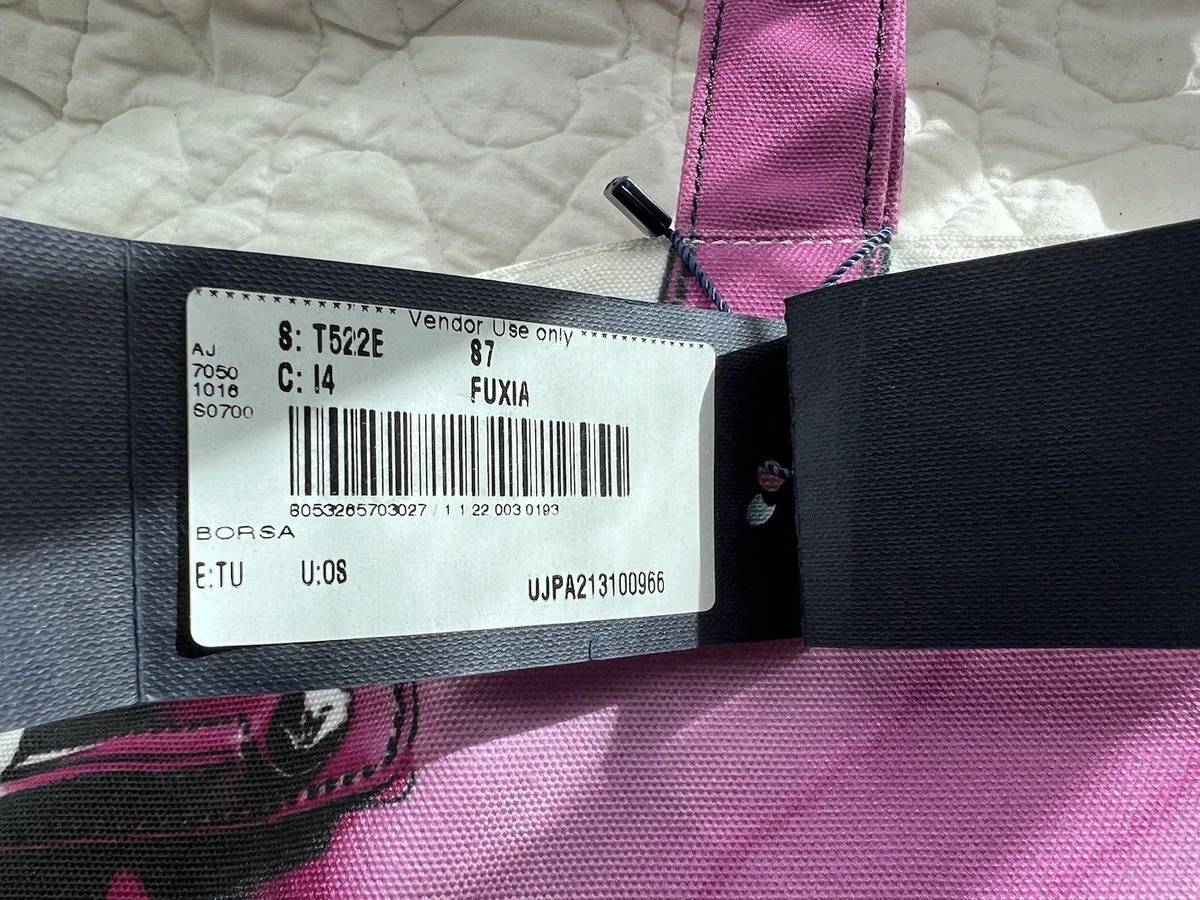 ********************* Vendor Use only *********************
AJ
7050
1016
S0700
S: T522E 87
C: I4 FUXIA
8053265703027 / 1 1 22 003 0193
BORSA
E:TU U:OS
UJPA213100966